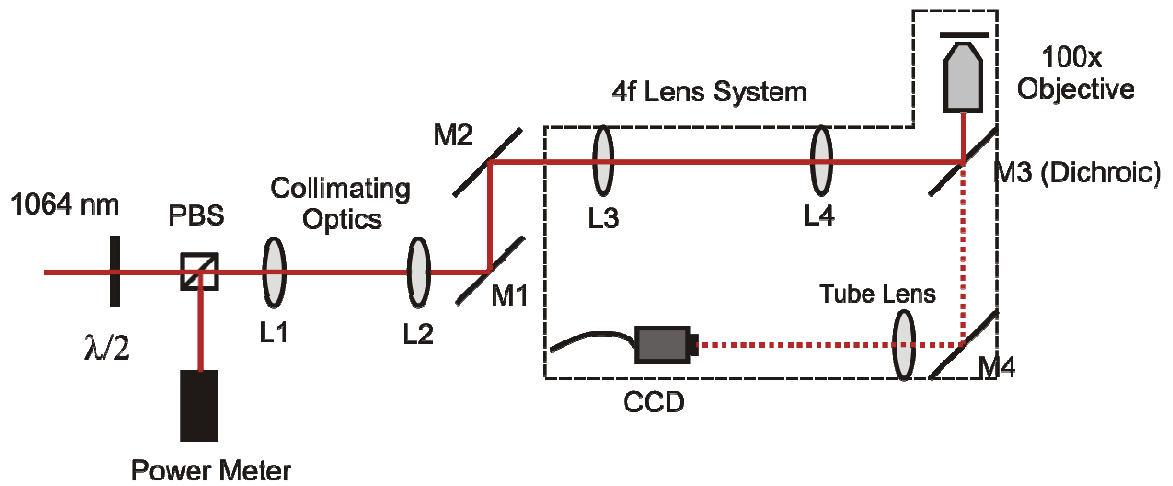 1064 nm
λ/2
PBS
Power Meter
Collimating
Optics
L1
L2
M1
M2
4f Lens System
L3
L4
100x
Objective
M3 (Dichroic)
Tube Lens
M4
CCD